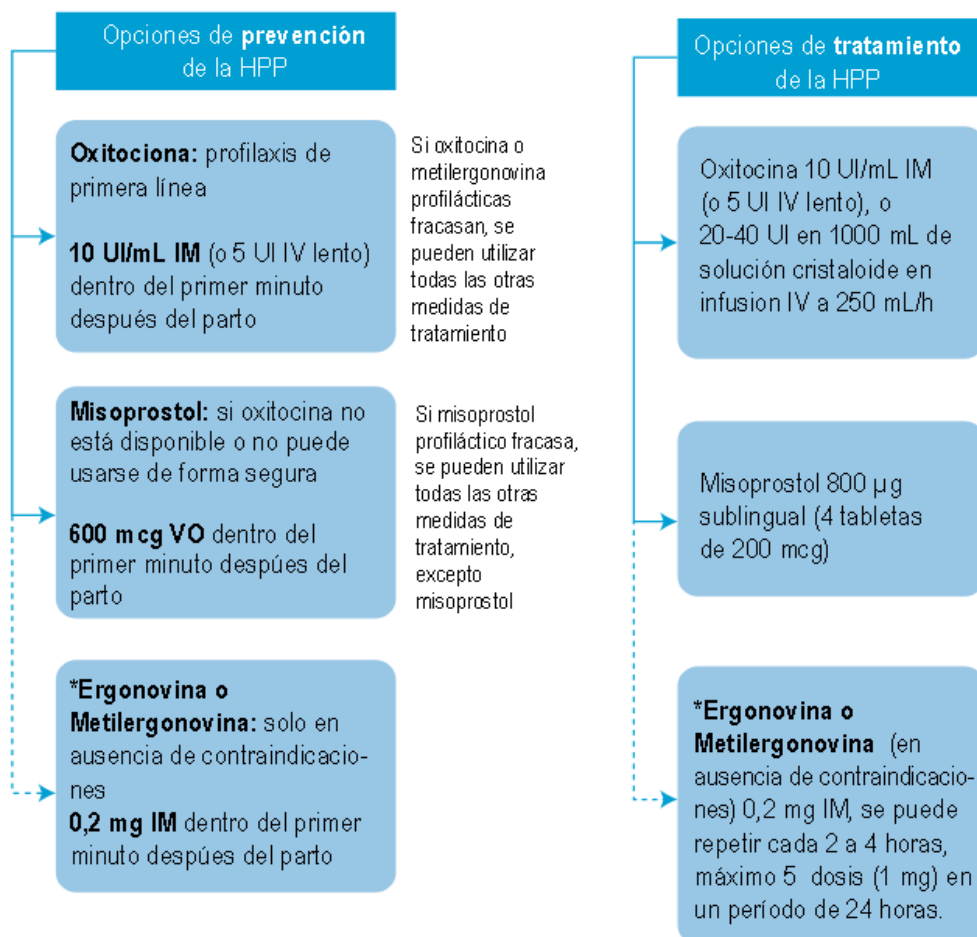 Opciones de prevención
de la HPP
Oxitociona: profilaxis de
primera línea
10 UI/mL IM (o 5 UI IV lento)
dentro del primer minuto
después del parto
Si oxitocina o
metilergonovina
profilácticas
fracasan, se
pueden utilizar
todas las otras
medidas de
tratamiento
Misoprostol: si oxitocina no
está disponible o no puede
usarse de forma segura
600 mcg VO dentro del
primer minuto despúes del
parto
Si misoprostol
profiláctico fracasa,
se pueden utilizar
todas las otras
medidas de
tratamiento,
excepto
misoprostol
*Ergonovina o
Metilergonovina: solo en
ausencia de contraindicacio-
nes
0,2 mg IM dentro del primer
minuto despúes del parto
Opciones de tratamiento
de la HPP
Oxitocina 10 UI/mL IM
(o 5 UI IV lento), o
20-40 UI en 1000 mL de
solución cristaloide en
infusion IV a 250 mL/h
Misoprostol 800 µg
sublingual (4 tabletas
de 200 mcg)
*Ergonovina o
Metilergonovina (en
ausencia de contraindicacio-
nes) 0,2 mg IM, se puede
repetir cada 2 a 4 horas,
máximo 5 dosis (1 mg) en
un período de 24 horas.